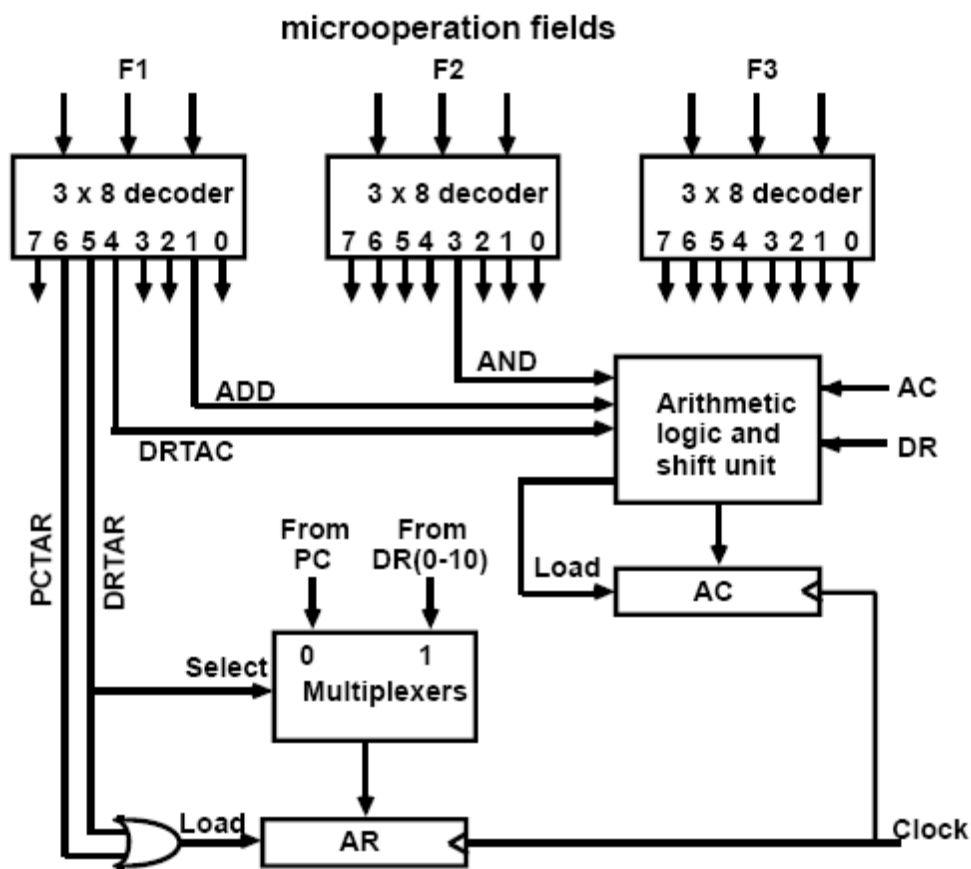 microoperation fields
F1 F2 F3
3 x 8 decoder 3 x 8 decoder 3 x 8 decoder
7 6 5 4 3 2 1 0 7 6 5 4 3 2 1 0 7 6 5 4 3 2 1 0
AND
ADD
DRTAC
Arithmetic
logic and
shift unit
AC
DR
PCTAR
DRTAR
From
PC
From
DR(0-10)
Load
AC
0 1
Select
Multiplexers
Load
AR
Clock